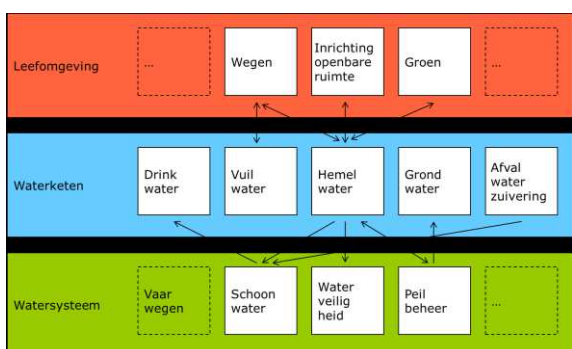 Leefomgeving
...
Wegen
Inrichting
openbare
ruimte
Groen
...
Waterketen
Drink
water
Vuil
water
Hemel
water
Grond
water
Afval
water
zuivering
Watersysteem
Vaar
wegen
Schoon
water
Water
veilig
heid
Peil
beheer
...